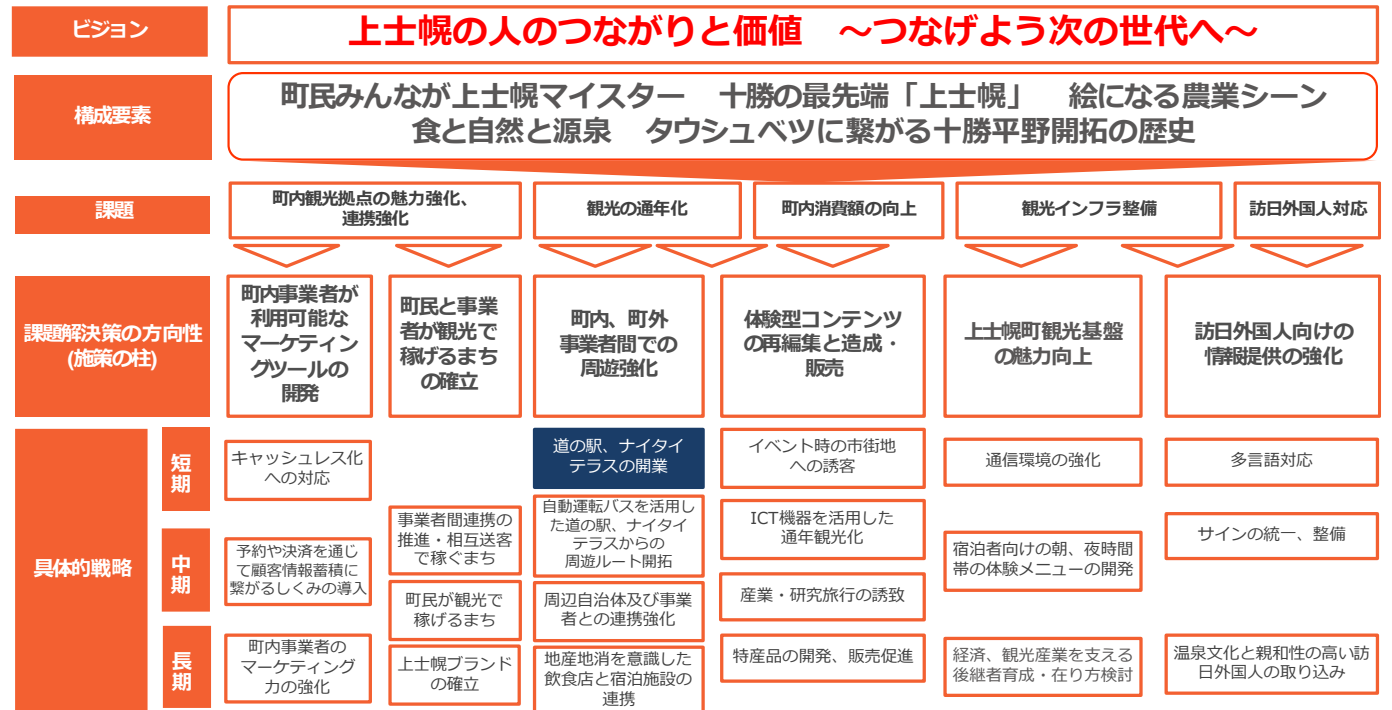 ビジョン
上士幌の人のつながりと価値　～つなげよう次の世代へ～
構成要素
町民みんなが上士幌マイスター　十勝の最先端「上士幌」　絵になる農業シーン
食と自然と源泉　タウシュベツに繋がる十勝平野開拓の歴史
課題
町内観光拠点の魅力強化、
連携強化
観光の通年化
町内消費額の向上
観光インフラ整備
訪日外国人対応
課題解決策の方向性
(施策の柱)
町内事業者が
利用可能な
マーケティン
グツールの
開発
町民と事業
者が観光で
稼げるまち
の確立
町内、町外
事業者間での
周遊強化
体験型コンテンツ
の再編集と造成・
販売
上士幌町観光基盤
の魅力向上
訪日外国人向けの
情報提供の強化
具体的戦略
短
期
キャッシュレス化
への対応
道の駅、ナイタイ
テラスの開業
イベント時の市街地
への誘客
通信環境の強化
多言語対応
中
期
予約や決済を通じ
て顧客情報蓄積に
繋がるしくみの導入
事業者間連携の
推進・相互送客
で稼ぐまち
町民が観光で
稼げるまち
自動運転バスを活用し
た道の駅、ナイタイ
テラスからの
周遊ルート開拓
周辺自治体及び事業
者との連携強化
ICT機器を活用した
通年観光化
産業・研究旅行の誘致
宿泊者向けの朝、夜時間
帯の体験メニューの開発
サインの統一、整備
長
期
町内事業者の
マーケティング
力の強化
上士幌ブランド
の確立
地産地消を意識した
飲食店と宿泊施設の
連携
特産品の開発、販売促進
経済、観光産業を支える
後継者育成・在り方検討
温泉文化と親和性の高い訪
日外国人の取り込み